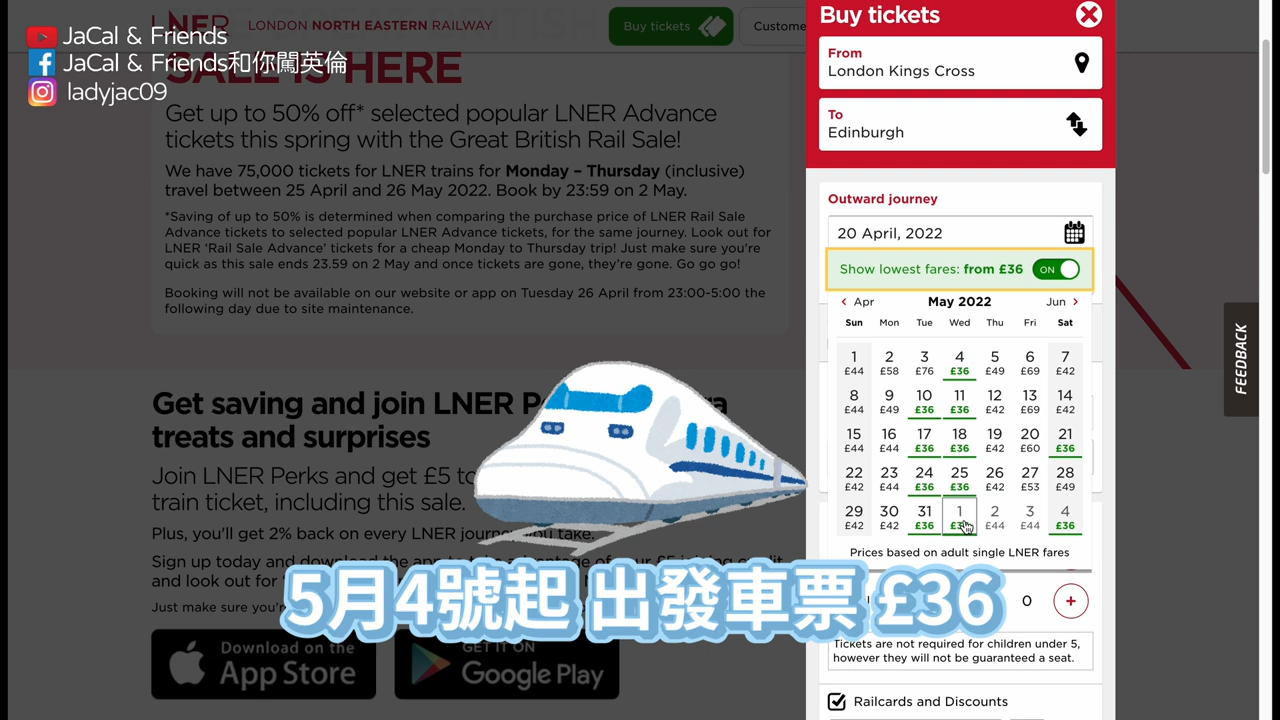 JaCal & Friends
JaCal & Friends和你闖英倫
ladyjac09
LNER
LONDON NORTH EASTERN RAILWAY
Buy tickets
Custome
SALE IS HERE
Get up to 50% off* selected popular LNER Advance
tickets this spring with the Great British Rail Sale!
We have 75,000 tickets for LNER trains for Monday – Thursday (inclusive)
travel between 25 April and 26 May 2022. Book by 23:59 on 2 May.
*Saving of up to 50% is determined when comparing the purchase price of LNER Rail Sale
Advance tickets to selected popular LNER Advance tickets, for the same journey. Look out for
LNER ‘Rail Sale Advance’ tickets for a cheap Monday to Thursday trip! Just make sure you're
quick as this sale ends 23.59 on 2 May and once tickets are gone, they're gone. Go go go!
Booking will not be available on our website or app on Tuesday 26 April from 23:00-5:00 the
following day due to site maintenance.
Get saving and join LNER P
treats and surprises
Join LNER Perks and get £5 to
train ticket, including this sale.
Plus, you'll get 2% back on every LNER journey you take.
Sign up today and download the app to
and look out for
Just make sure you'r
Download on the
App Store
GET IT ON
Google Play
Buy tickets
From
London Kings Cross
To
Edinburgh
Outward journey
20 April, 2022
Show lowest fares: from £36 ON
Apr May 2022 Jun
Sun Mon Tue Wed Thu Fri Sat
1 2 3 4 5 6 7
£44 £58 £76 £36 £49 £69 £42
8 9 10 11 12 13 14
£44 £49 £36 £36 £42 £69 £42
15 16 17 18 19 20 21
£44 £44 £36 £36 £42 £60 £36
22 23 24 25 26 27 28
£42 £44 £36 £36 £42 £53 £49
29 30 31 1 2 3 4
£42 £42 £36 £44 £44 £36
Prices based on adult single LNER fares
0 +
Tickets are not required for children under 5,
however they will not be guaranteed a seat.
Railcards and Discounts
FEEDBACK
5月4號起 出發車票 £36